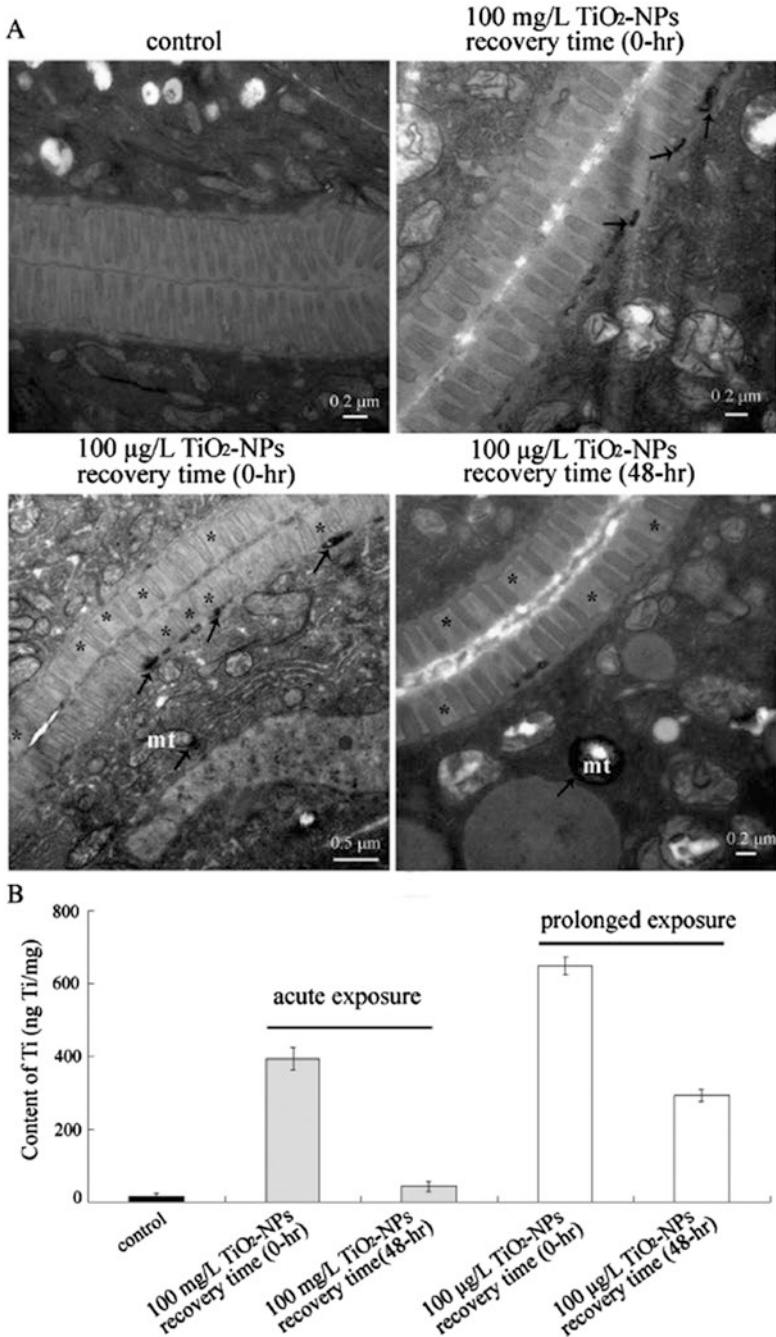 A
control
100 mg/L TiO2-NPs
recovery time (0-hr)
0.2 μm
0.2 μm
100 μg/L TiO2-NPs
recovery time (0-hr)
100 μg/L TiO2-NPs
recovery time (48-hr)
* * * * * * * *
mt
0.5 μm
* * * * *
mt
0.2 μm
B
Content of Ti (ng Ti/mg)
800
600
400
200
0
acute exposure
prolonged exposure
control
100 mg/L TiO2-NPs
recovery time (0-hr)
100 mg/L TiO2-NPs
recovery time(48-hr)
100 μg/L TiO2-NPs
recovery time (0-hr)
100 μg/L TiO2-NPs
recovery time (48-hr)